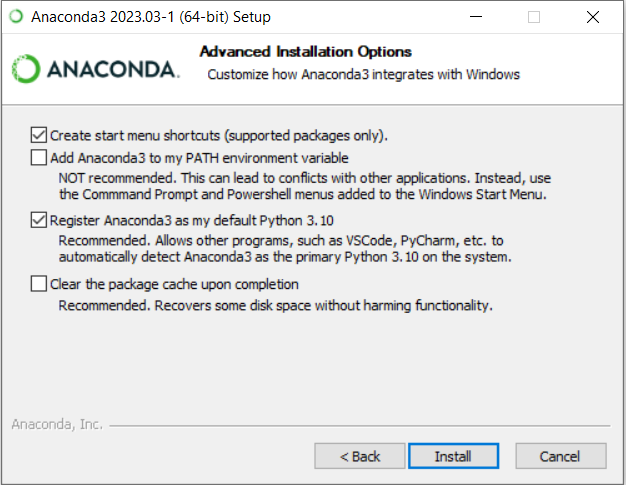 Anaconda3 2023.03-1 (64-bit) Setup
Advanced Installation Options
Customize how Anaconda3 integrates with Windows
ANACONDA.
Create start menu shortcuts (supported packages only).
Add Anaconda3 to my PATH environment variable
NOT recommended. This can lead to conflicts with other applications. Instead, use
the Commmand Prompt and Powershell menus added to the Windows Start Menu.
Register Anaconda3 as my default Python 3.10
Recommended. Allows other programs, such as VSCode, PyCharm, etc. to
automatically detect Anaconda3 as the primary Python 3.10 on the system.
Clear the package cache upon completion
Recommended. Recovers some disk space without harming functionality.
Anaconda, Inc.
< Back Install Cancel